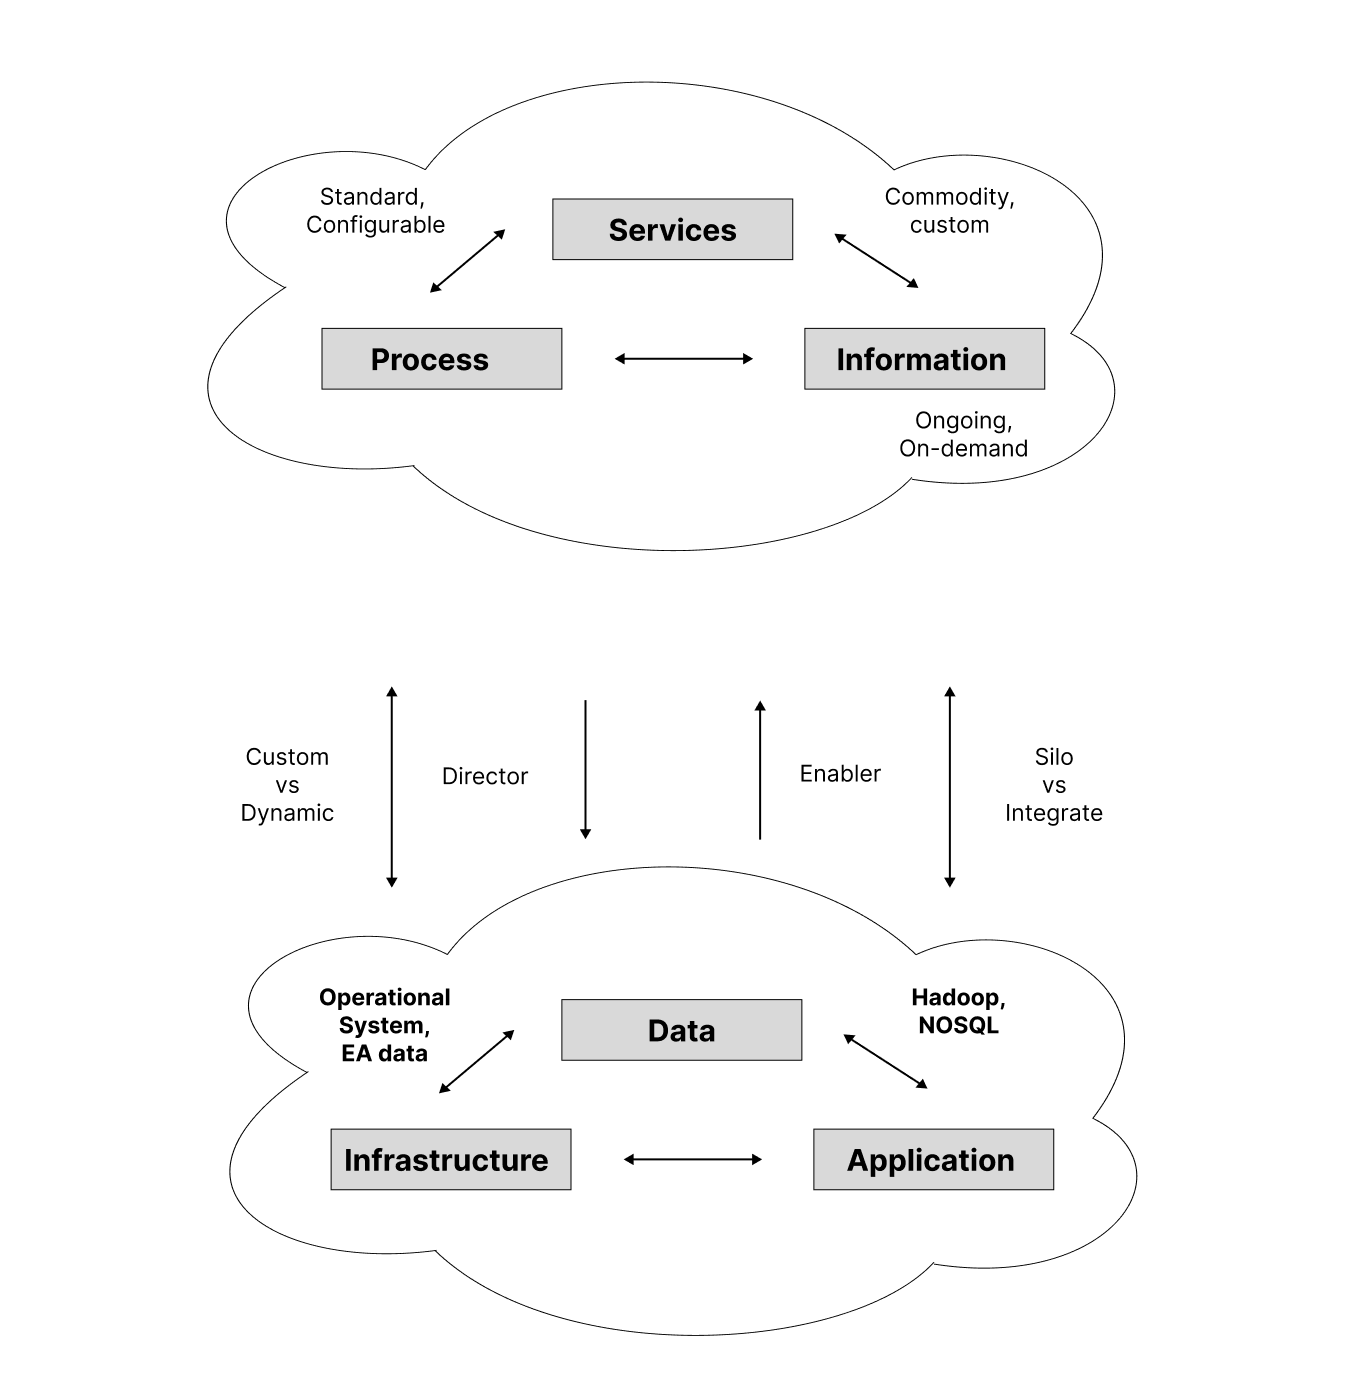 Standard,
Configurable
Services
Commodity,
custom
Process
Information
Ongoing,
On-demand
Custom
vs
Dynamic
Director
Enabler
Silo
vs
Integrate
Operational
System,
EA data
Data
Hadoop,
NOSQL
Infrastructure
Application